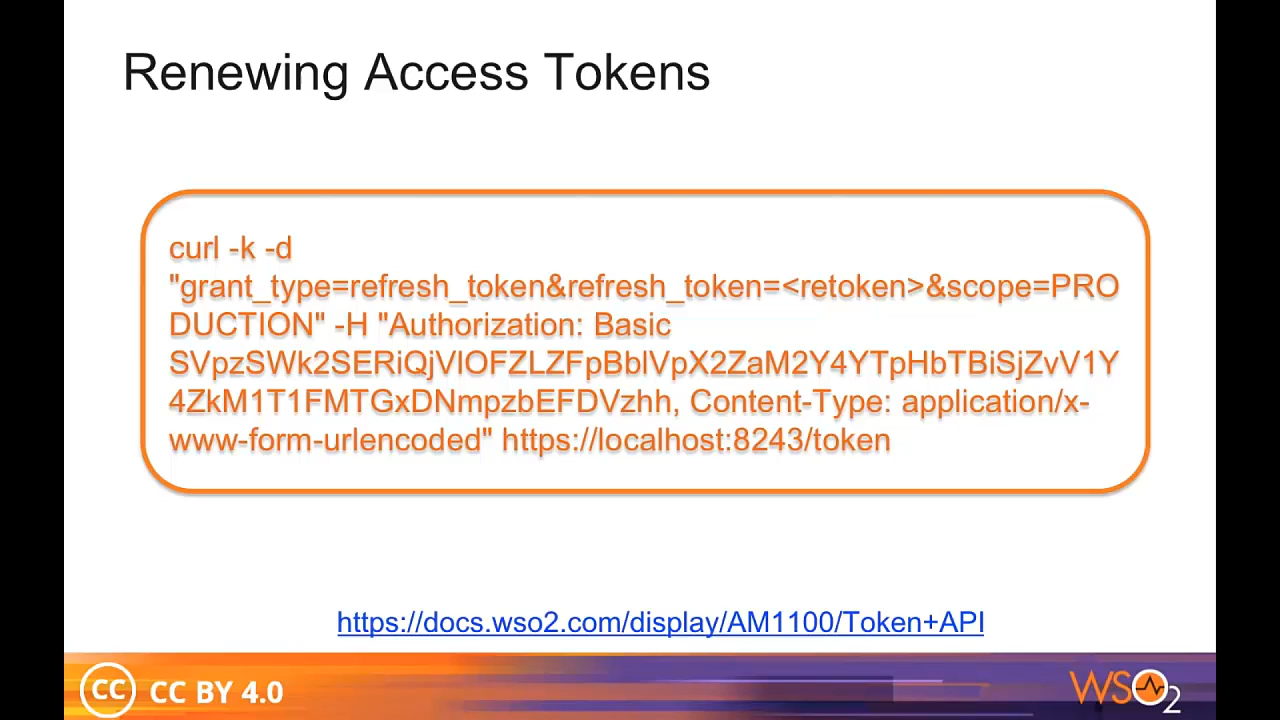 Renewing Access Tokens
curl -k -d
"grant_type=refresh_token&refresh_token=<retoken>&scope=PRO
DUCTION" -H "Authorization: Basic
SVpzSWk2SERiQjVlOFZLZFpBblVpX2ZaM2Y4YTpHbTBiSjZvV1Y
4ZkM1T1FMTGxDNmpzbEFDVzhh, Content-Type: application/x-
www-form-urlencoded" https://localhost:8243/token
https://docs.wso2.com/display/AM1100/Token+API
CC CC BY 4.0
WSO2